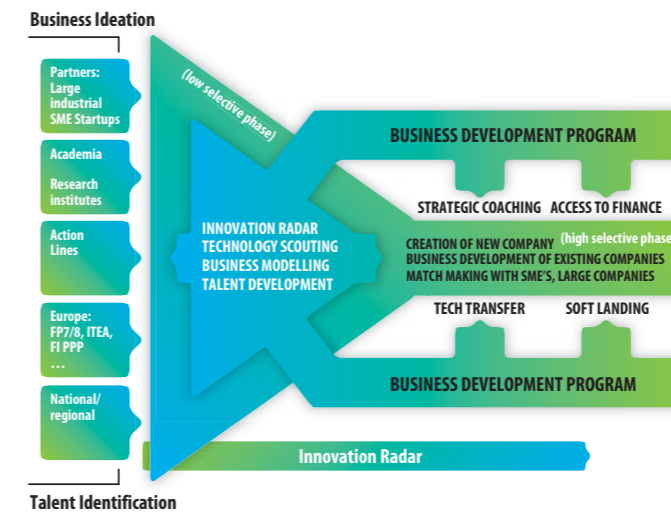 Business Ideation
Partners:
Large
industrial
SME Startups
Academia
Research
institutes
Action
Lines
Europe:
FP7/8, ITEA,
FI PPP
...
National/
regional
Talent Identification
(low selective phase)
INNOVATION RADAR
TECHNOLOGY SCOUTING
BUSINESS MODELLING
TALENT DEVELOPMENT
BUSINESS DEVELOPMENT PROGRAM
STRATEGIC COACHING
ACCESS TO FINANCE
CREATION OF NEW COMPANY (high selective phase
BUSINESS DEVELOPMENT OF EXISTING COMPANIES
MATCH MAKING WITH SME'S, LARGE COMPANIES
TECH TRANSFER
SOFT LANDING
BUSINESS DEVELOPMENT PROGRAM
Innovation Radar